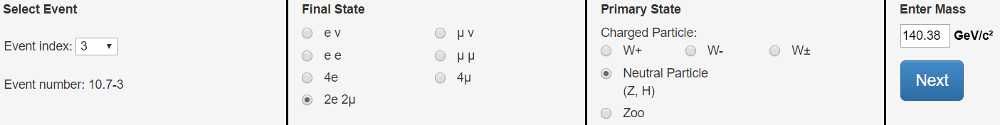 Select Event
Event index: 3
Event number: 10.7-3
Final State
e ν μ ν
e e μ μ
4e 4μ
2e 2μ
Primary State
Charged Particle:
W+ W- W±
Neutral Particle
(Z, H)
Zoo
Enter Mass
140.38 GeV/c²
Next